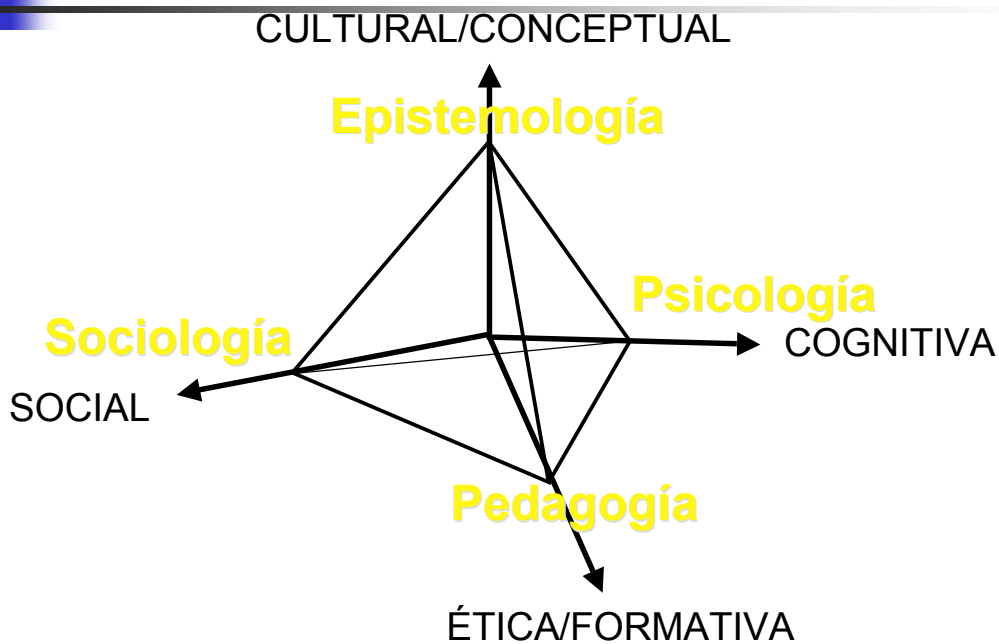 CULTURAL/CONCEPTUAL
Epistemología
Psicología
COGNITIVA
Sociología
SOCIAL
Pedagogía
ÉTICA/FORMATIVA